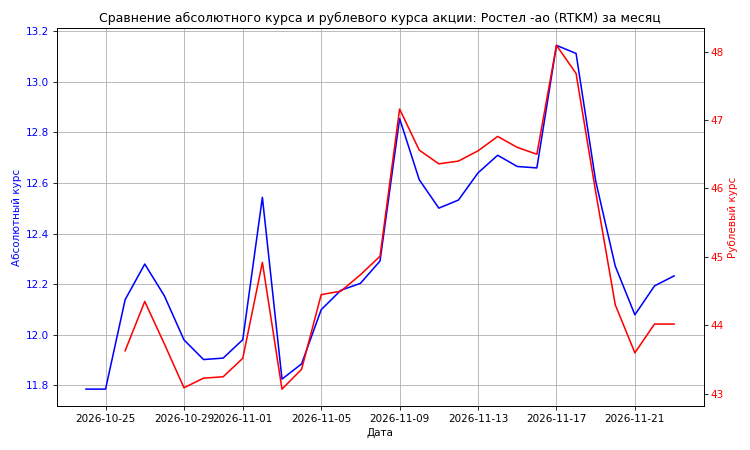 Сравнение абсолютного курса и рублевого курса акции: Ростел -ао (RTKM) за месяц
13.2
13.0
12.8
12.6
12.4
12.2
12.0
11.8
Абсолютный курс
48
47
46
45
44
43
Рублевый курс
2026-10-25 2026-10-29 2026-11-01 2026-11-05 2026-11-09 2026-11-13 2026-11-17 2026-11-21
Дата